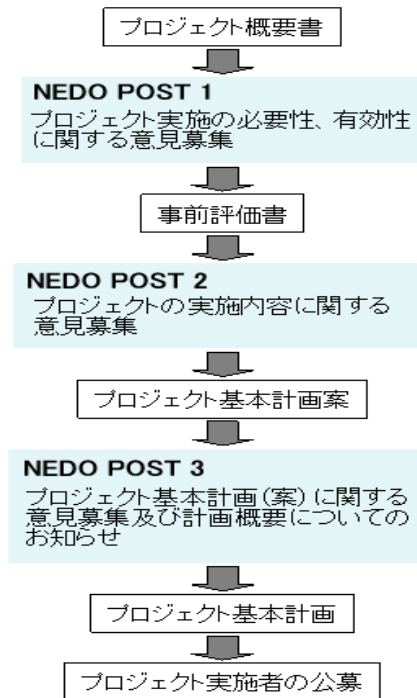 プロジェクト概要書
NEDO POST 1
プロジェクト実施の必要性、有効性
に関する意見募集
事前評価書
NEDO POST 2
プロジェクトの実施内容に関する
意見募集
プロジェクト基本計画案
NEDO POST 3
プロジェクト基本計画(案)に関する
意見募集及び計画概要についての
お知らせ
プロジェクト基本計画
プロジェクト実施者の公募